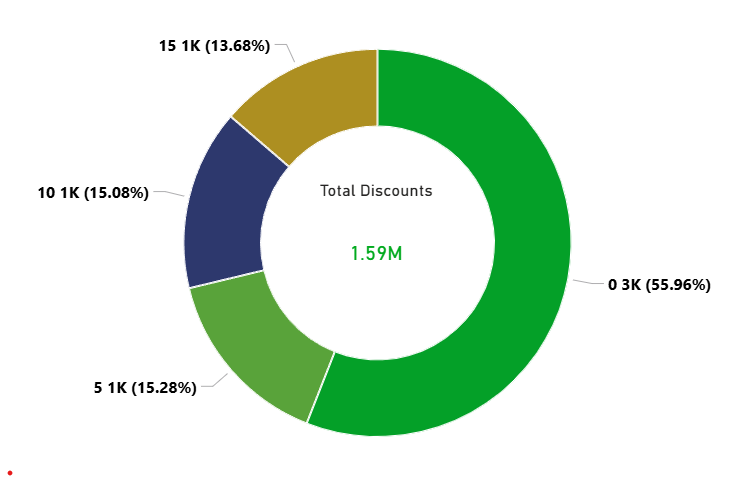 15 1K (13.68%)
10 1K (15.08%)
Total Discounts
1.59M
0 3K (55.96%)
5 1K (15.28%)